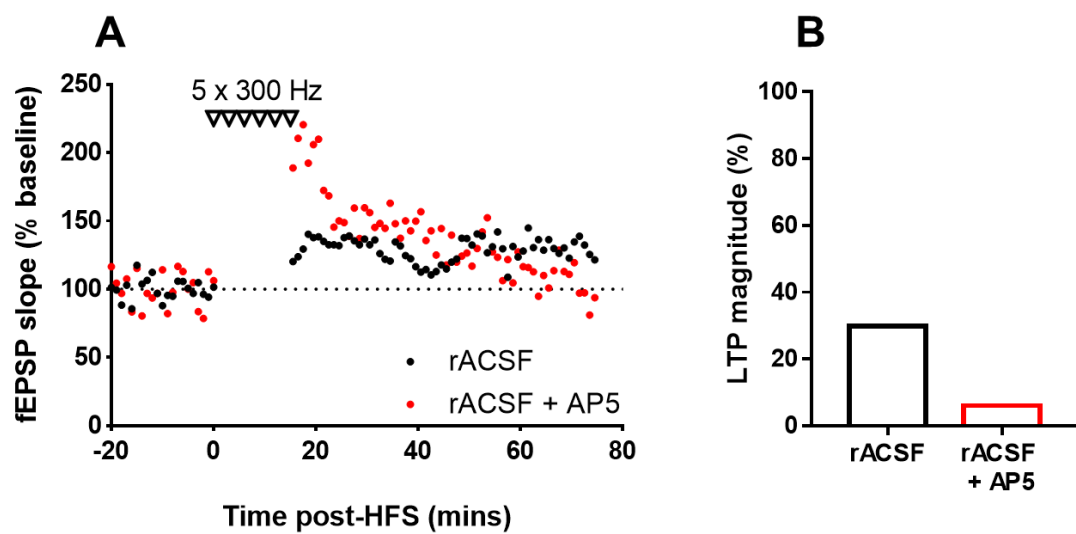 A
fEPSP slope (% baseline)
250
200
150
100
50
0
5 x 300 Hz
rACSF
rACSF + AP5
-20
0
20
40
60
80
Time post-HFS (mins)
B
LTP magnitude (%)
100
80
60
40
20
0
rACSF
rACSF
+ AP5